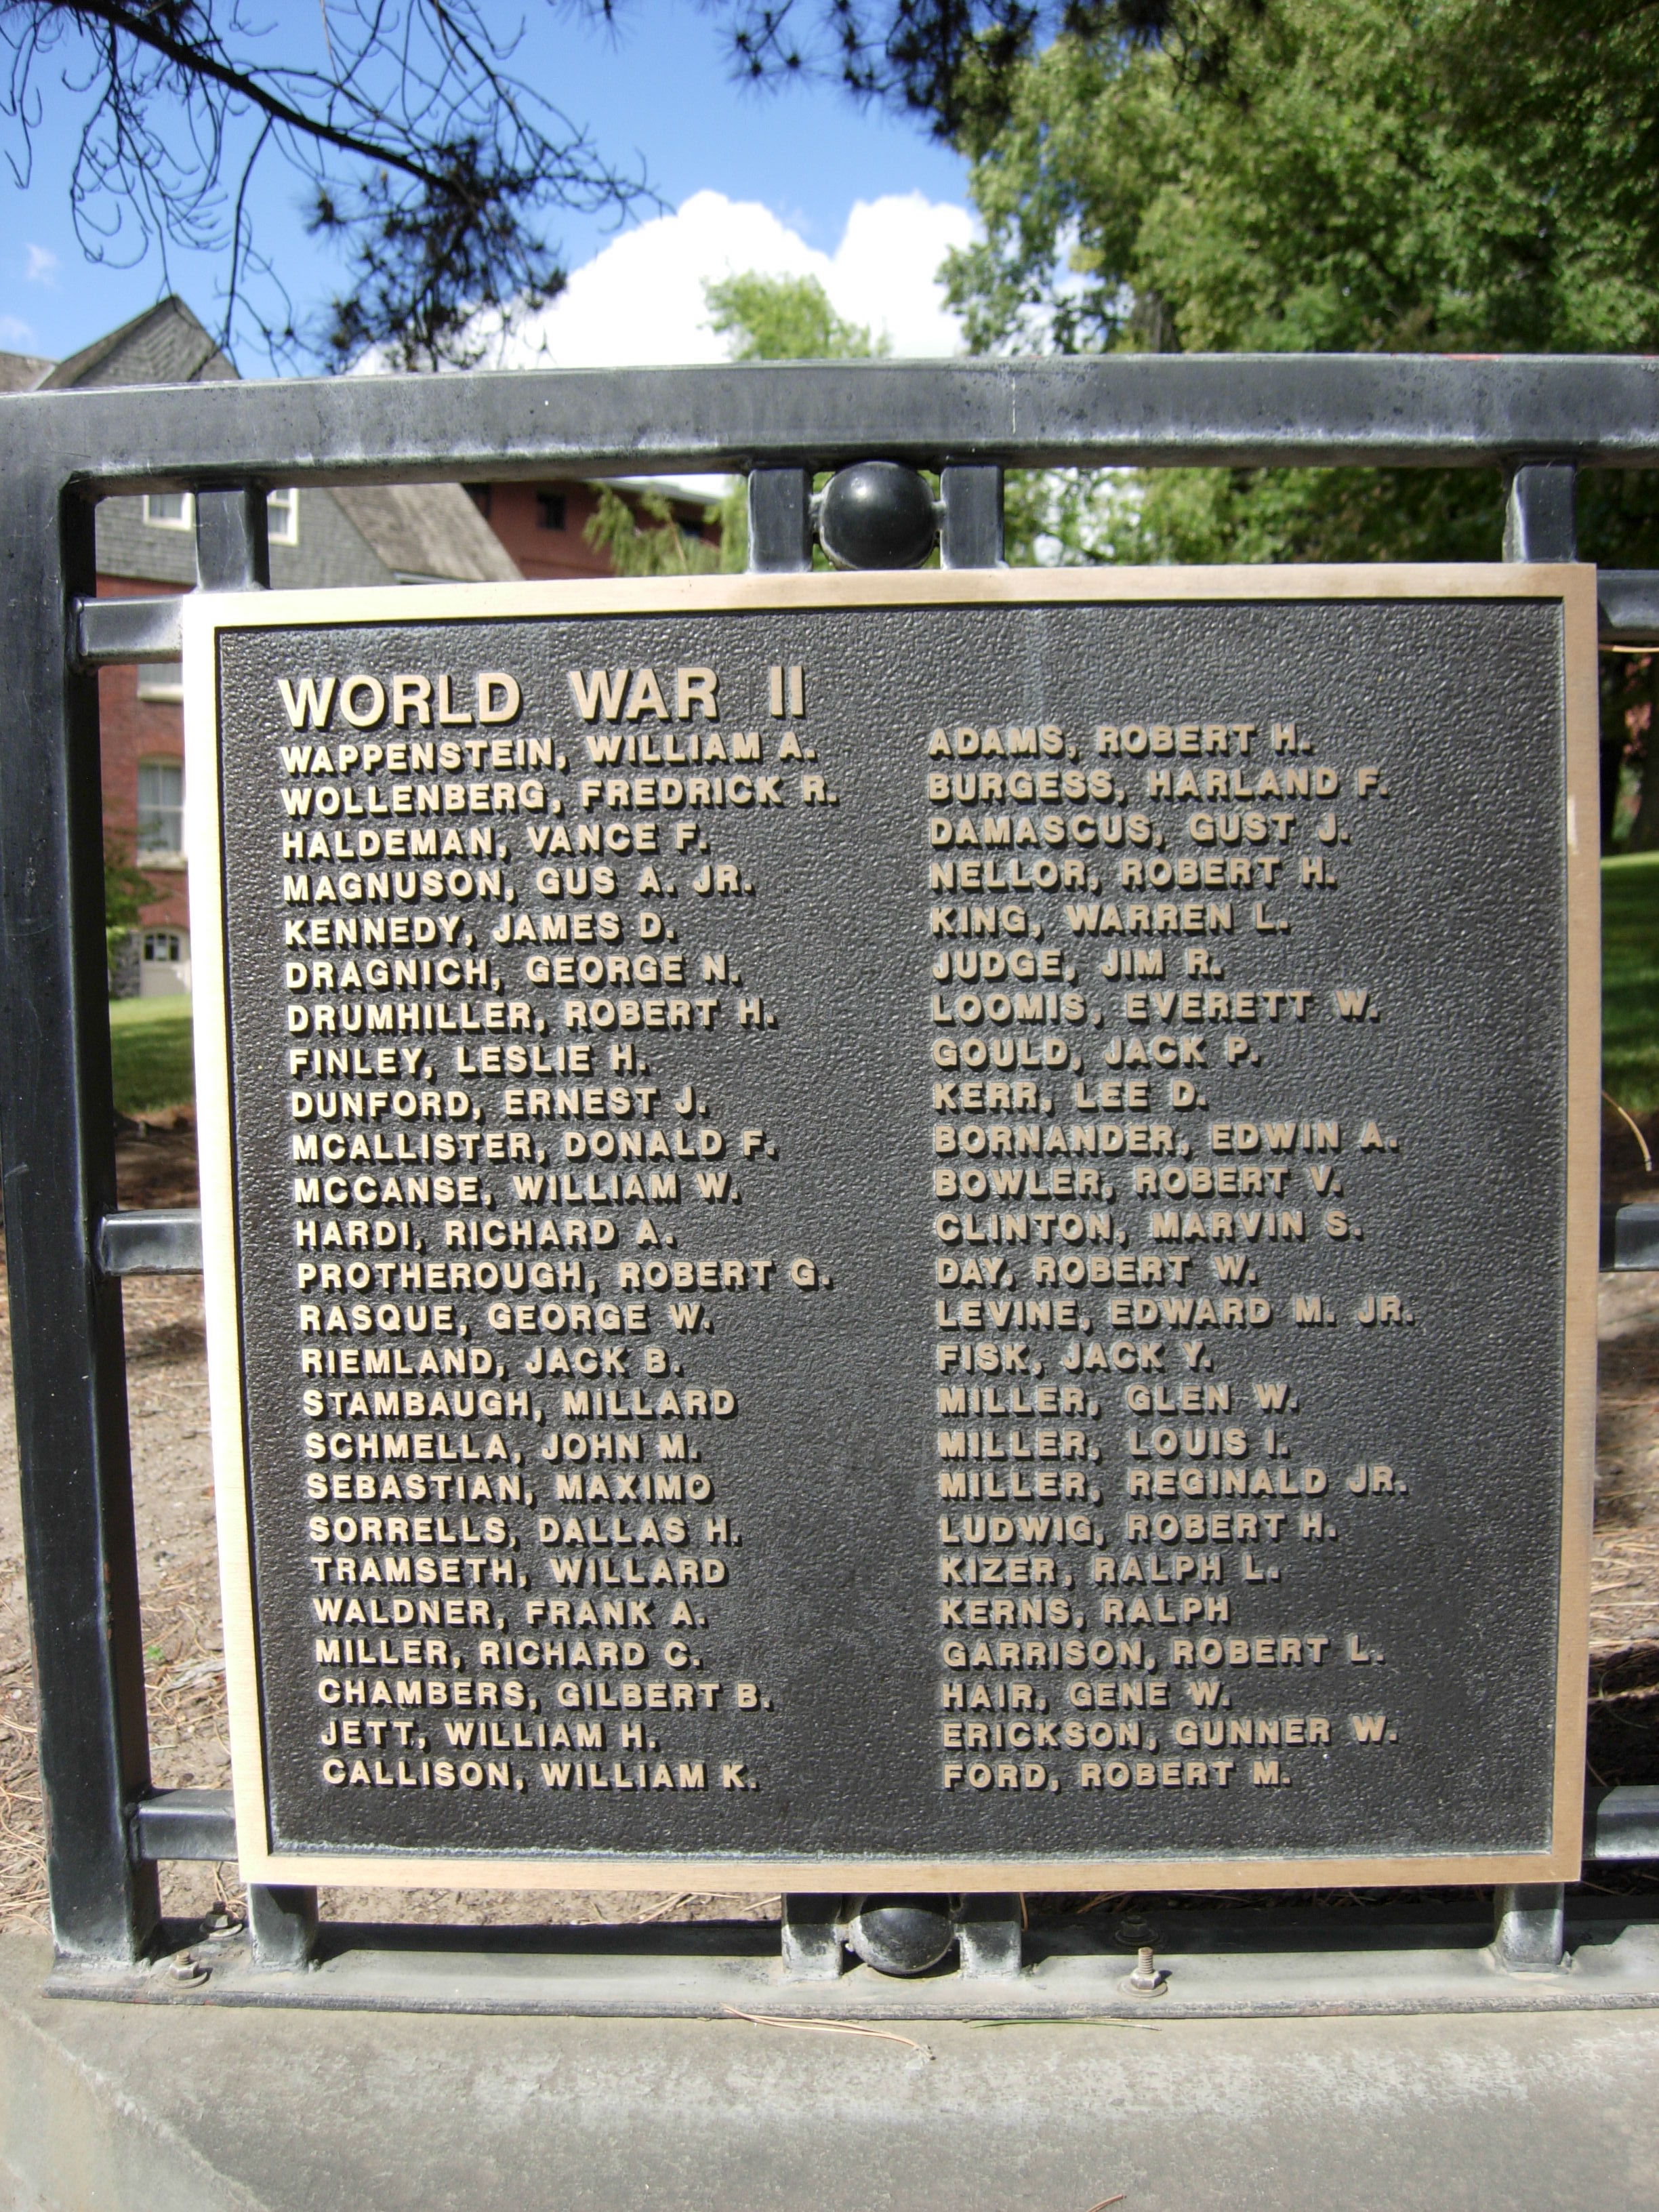 WORLD WAR II
WAPPENSTEIN, WILLIAM A.
WOLLENBERG, FREDRICK R.
HALDEMAN, VANCE F.
MAGNUSON, GUS A. JR.
KENNEDY, JAMES D.
DRAGNICH, GEORGE N.
DRUMHILLER, ROBERT H.
FINLEY, LESLIE H.
DUNFORD, ERNEST J.
MCALLISTER, DONALD F.
MCCANSE, WILLIAM W.
HARDI, RICHARD A.
PROTHEROUGH, ROBERT G.
RASQUE, GEORGE W.
RIEMLAND, JACK B.
STAMBAUGH, MILLARD
SCHMELLA, JOHN M.
SEBASTIAN, MAXIMO
SORRELLS, DALLAS H.
TRAMSETH, WILLARD
WALDNER, FRANK A.
MILLER, RICHARD C.
CHAMBERS, GILBERT B.
JETT, WILLIAM H.
CALLISON, WILLIAM K.
ADAMS, ROBERT H.
BURGESS, HARLAND F.
DAMASCUS, GUST J.
NELLOR, ROBERT H.
KING, WARREN L.
JUDGE, JIM R.
LOOMIS, EVERETT W.
GOULD, JACK P.
KERR, LEE D.
BORNANDER, EDWIN A.
BOWLER, ROBERT V.
CLINTON, MARVIN S.
DAY, ROBERT W.
LEVINE, EDWARD M. JR.
FISK, JACK Y.
MILLER, GLEN W.
MILLER, LOUIS I.
MILLER, REGINALD JR.
LUDWIG, ROBERT H.
KIZER, RALPH L.
KERNS, RALPH
GARRISON, ROBERT L.
HAIR, GENE W.
ERICKSON, GUNNER W.
FORD, ROBERT M.